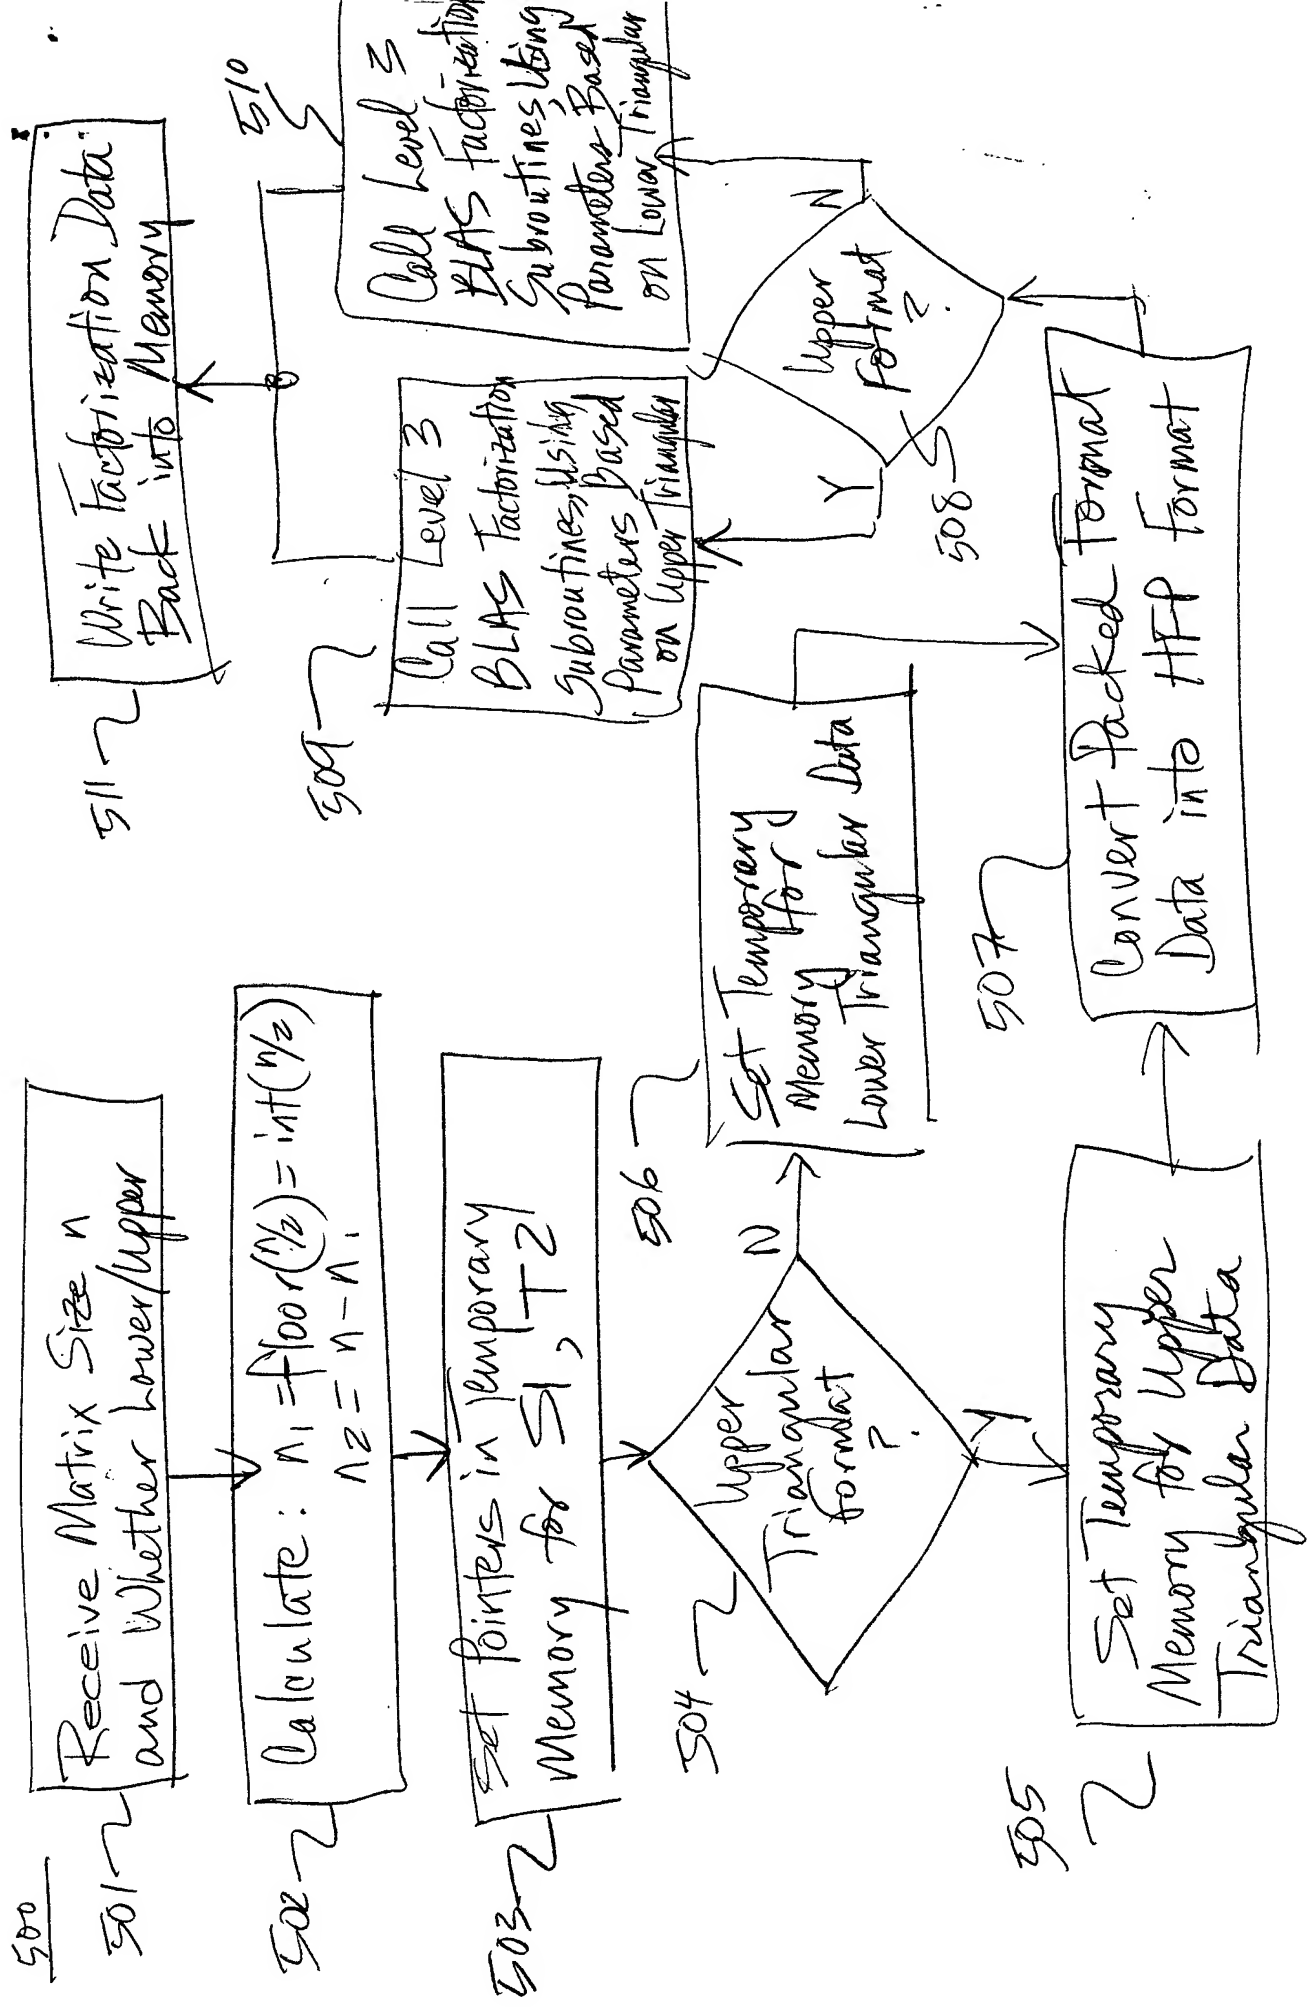 500
501
Receive Matrix Size n
and Whether Lower/Upper
502
Calculate: n1 = floor(n/2) = int(n/2)
n2 = n - n1
503
Set Pointers in Temporary
Memory for S1, T1, T2
504
Upper
Triangular
format
?
Y
N
505
Set Temporary
Memory for Upper
Triangular Data
506
Set Temporary
Memory for
Lower Triangular Data
507
Convert Packed Format
Data into HFP Format
508
Upper
Format
?
Y
N
509
Call Level 3
BLAS Factorization
Subroutines, Using
Parameters Based
on Upper Triangular
510
Call Level 3
BLAS Factorization
Subroutines, Using
Parameters Based
on Lower Triangular
511
Write Factorization Data
Back into Memory